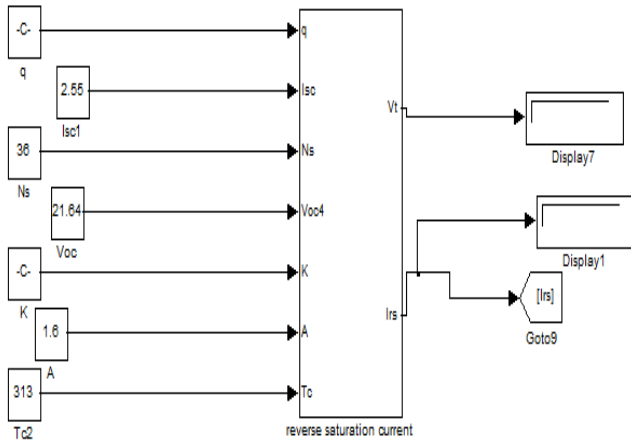 -C-
q
q
2.55
Isc
Isc1
Vt
36
Ns
Display7
Ns
21.64
Voc4
Voc
-C-
K
Display1
K
[Irs]
1.6
A
Irs
Goto9
A
313
Tc
Tc2
reverse saturation current